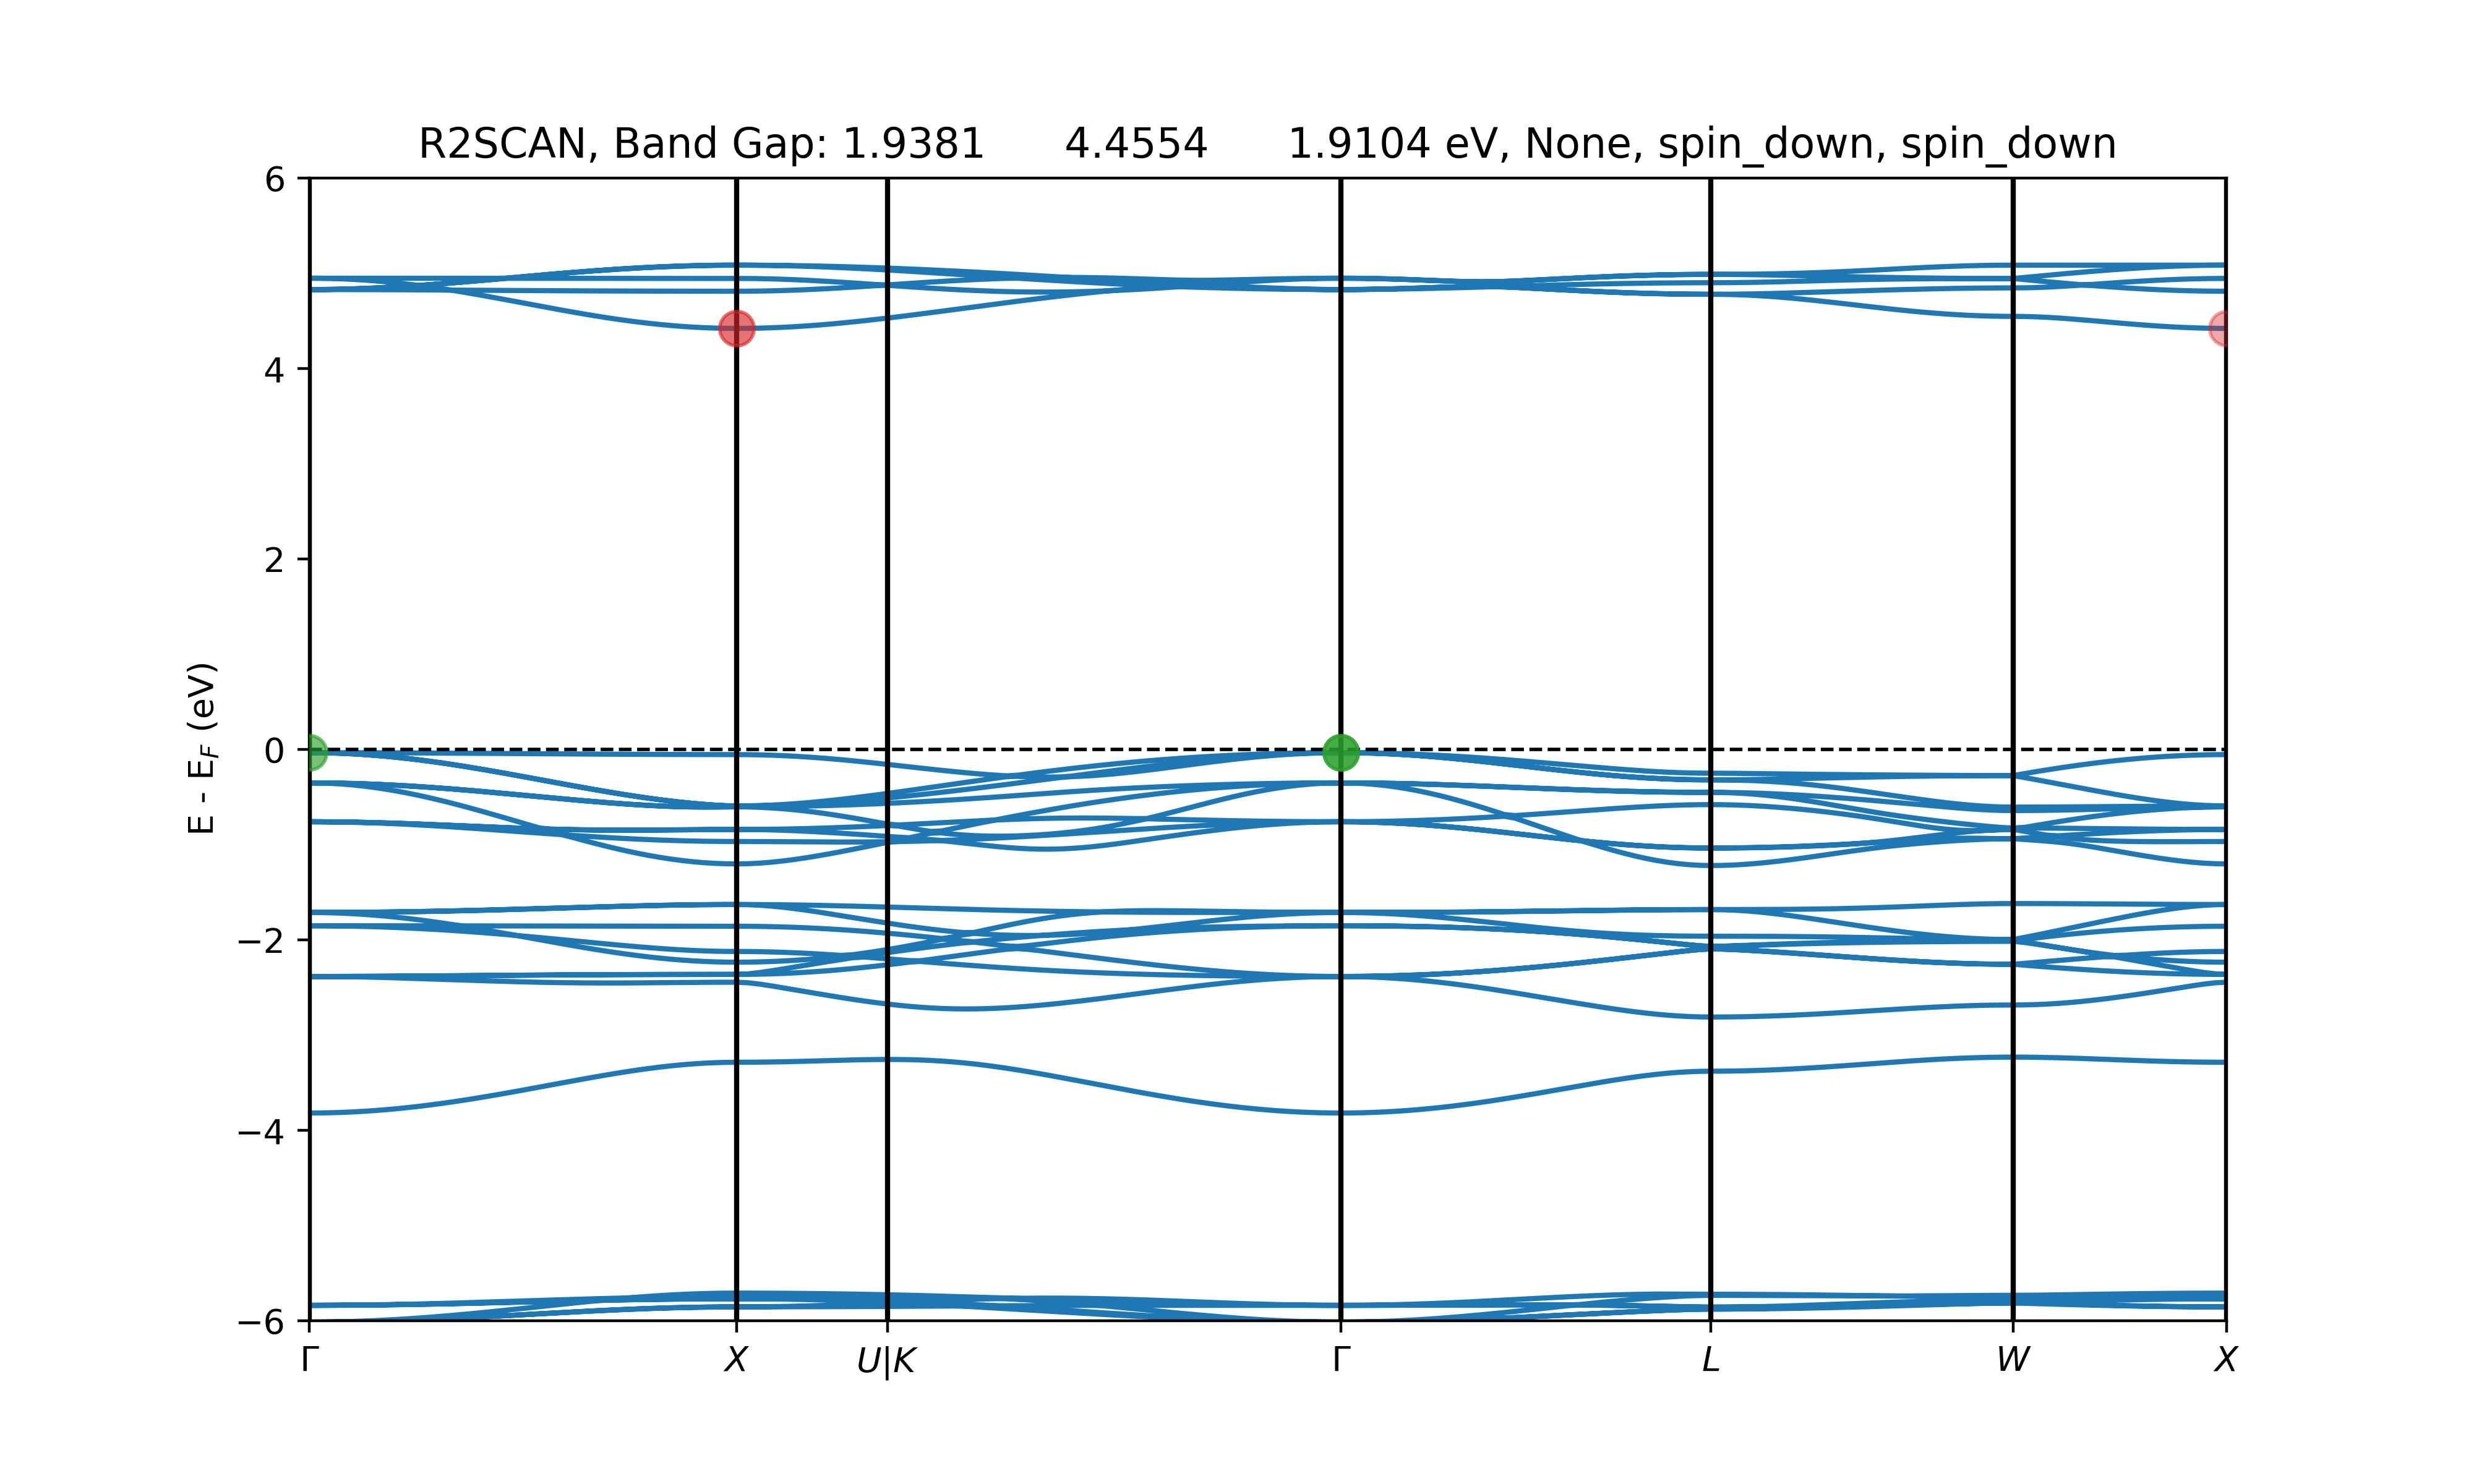 R2SCAN, Band Gap: 1.9381 4.4554 1.9104 eV, None, spin_down, spin_down
6
4
2
0
−2
−4
−6
E - E_F (eV)
Γ X U|K Γ L W X